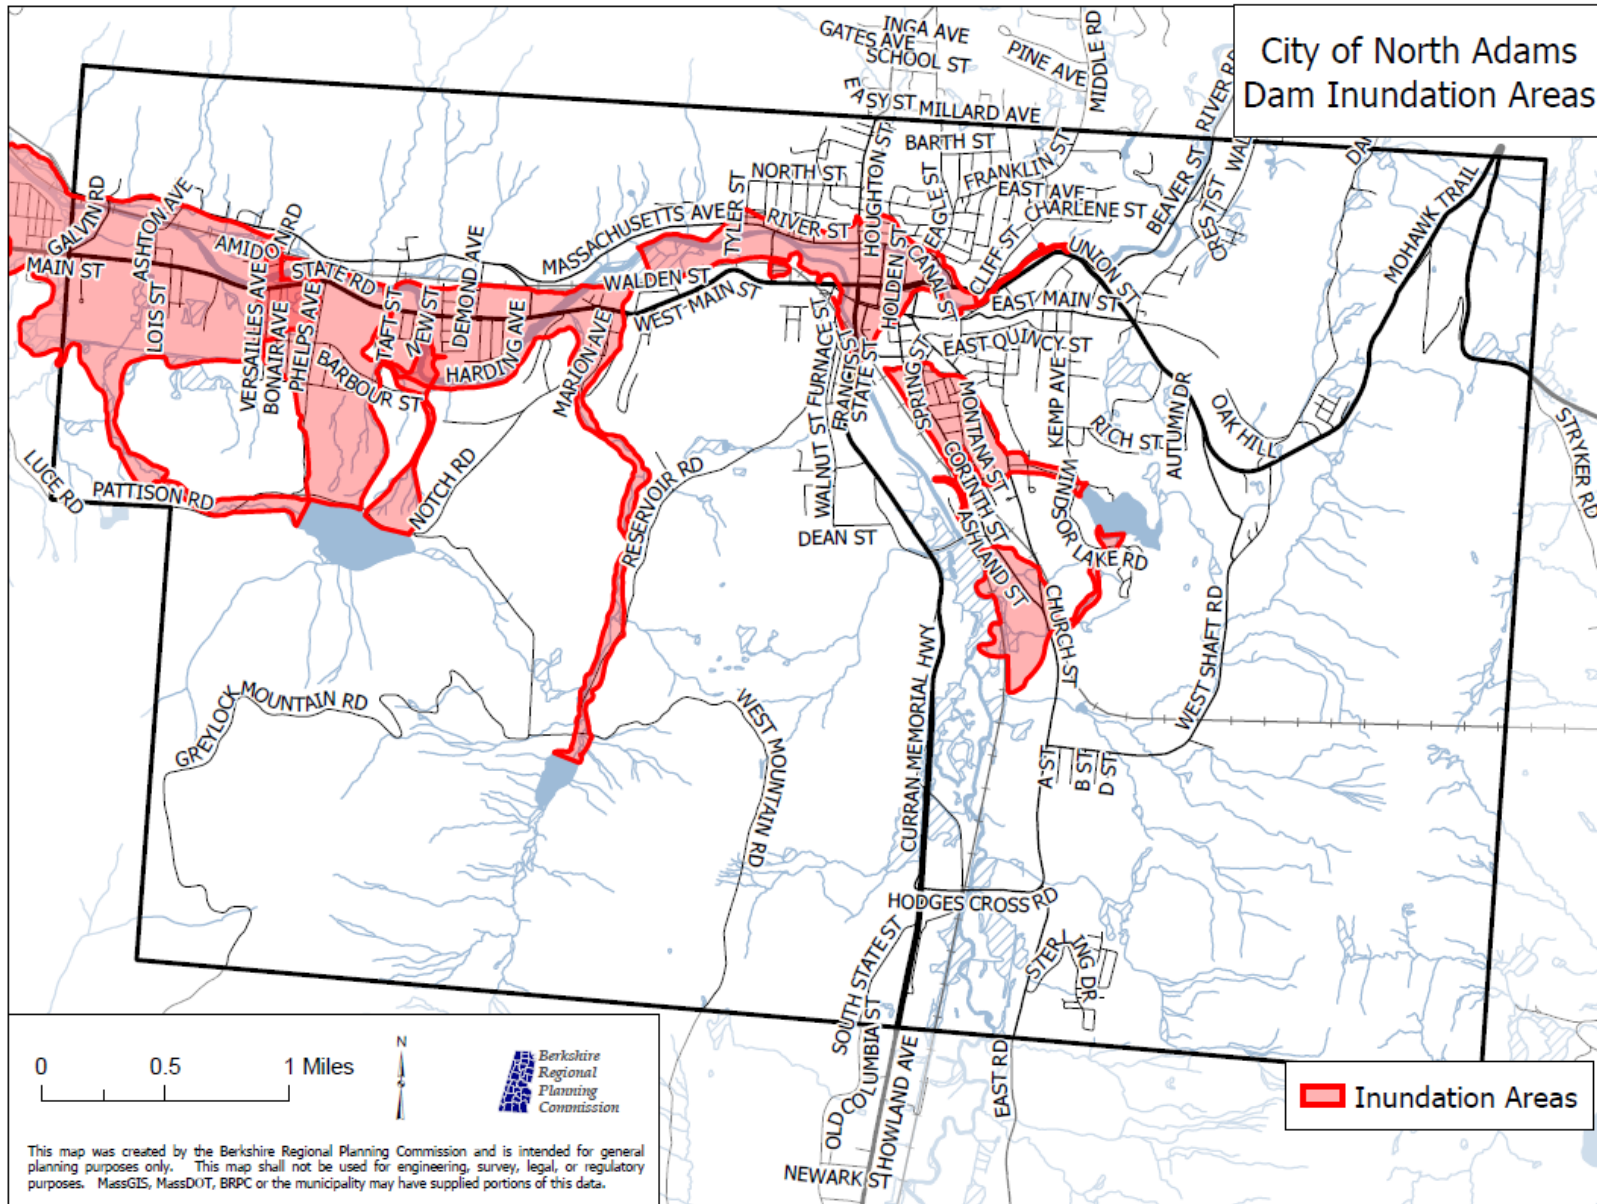 City of North Adams
Dam Inundation Areas
INGA AVE
GATES AVE
SCHOOL ST
PINE AVE
MIDDLE RD
EASY ST
MILLARD AVE
RIVER RD
BARTH ST
HOUGHTON ST
FRANKLIN ST
EAGLE ST
NORTH ST
EAST AVE
CHARLENE ST
BEAVER ST
CREST ST
MOHAWK TRAIL
TYLER ST
MASSACHUSETTS AVE
RIVER ST
GALVIN RD
ASHTON AVE
AMIDON RD
MAIN ST
STATE RD
LOIS ST
VERSAILLES AVE
BONAIR AVE
PHELPS AVE
TAFT ST
NEW ST
DEMOND AVE
HARDING AVE
BARBOUR ST
MARION AVE
WALDEN ST
WEST MAIN ST
HOLDEN ST
CANAL ST
CLIFF ST
UNION ST
EAST MAIN ST
EAST QUINCY ST
FURNACE ST
FRANCIS ST
STATE ST
SPRING ST
MONTANA ST
CORINTH ST
ASHLAND ST
KEMP AVE
RICH ST
AUTUMN DR
OAK HILL
STRYKER RD
WALNUT ST
DEAN ST
WINDSOR LAKE RD
CHURCH ST
WEST SHAFT RD
LUCE RD
PATTISON RD
NOTCH RD
RESERVOIR RD
GREYLOCK MOUNTAIN RD
WEST MOUNTAIN RD
CURRAN MEMORIAL HWY
A ST
B ST
D ST
HODGES CROSS RD
STERLING DR
SOUTH STATE ST
OLD COLUMBIA ST
HOWLAND AVE
EAST RD
NEWARK ST
0 0.5 1 Miles
N
Berkshire
Regional
Planning
Commission
Inundation Areas
This map was created by the Berkshire Regional Planning Commission and is intended for general
planning purposes only. This map shall not be used for engineering, survey, legal, or regulatory
purposes. MassGIS, MassDOT, BRPC or the municipality may have supplied portions of this data.